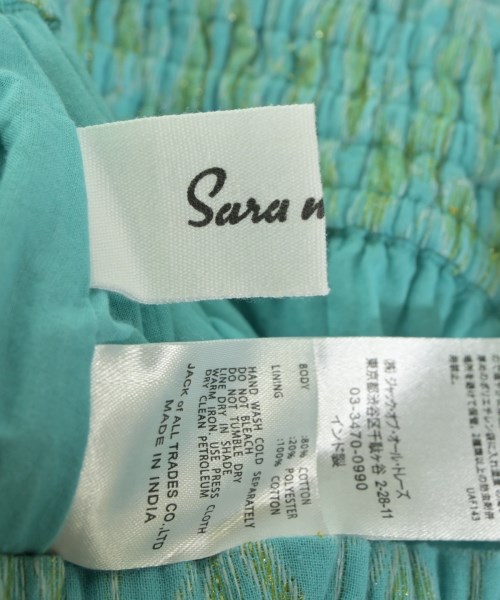 Sara m
BODY :80% COTTON
:20% POLYESTER
LINING :100% COTTON
HAND WASH COLD SEPARATELY
DO NOT BLEACH
DO NOT TUMBLE DRY
LINE DRY IN SHADE
WARM IRON, USE PRESS CLOTH
DRY CLEAN PETROLEUM
JACK of ALL TRADES CO.,LTD
MADE IN INDIA
(株)ジャック・オブ・オール・トレーズ
東京都渋谷区千駄ヶ谷 2-28-11
03-3470-0990
インド製
UAF143